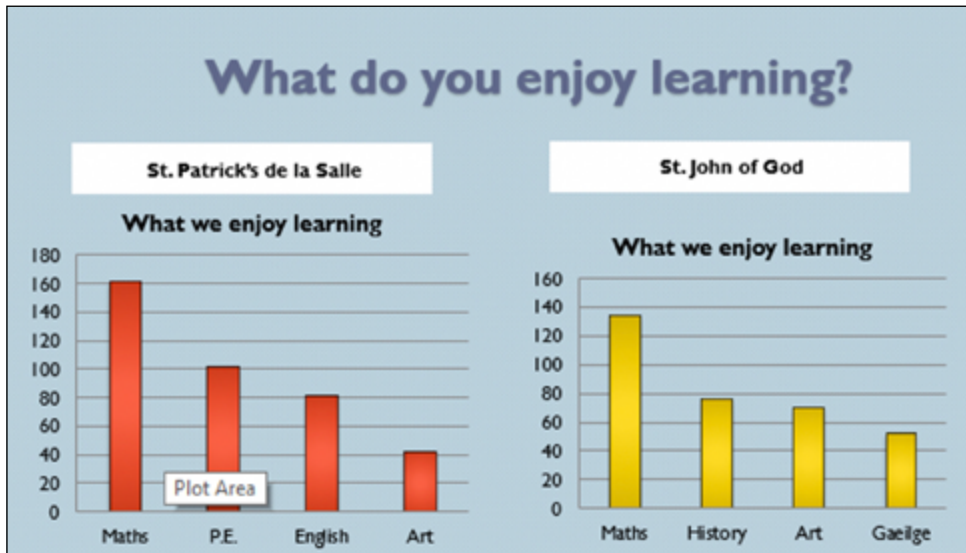 What do you enjoy learning?
St. Patrick's de la Salle
What we enjoy learning
180
160
140
120
100
80
60
40
20
0
Plot Area
Maths P.E. English Art
St. John of God
What we enjoy learning
160
140
120
100
80
60
40
20
0
Maths History Art Gaeilge